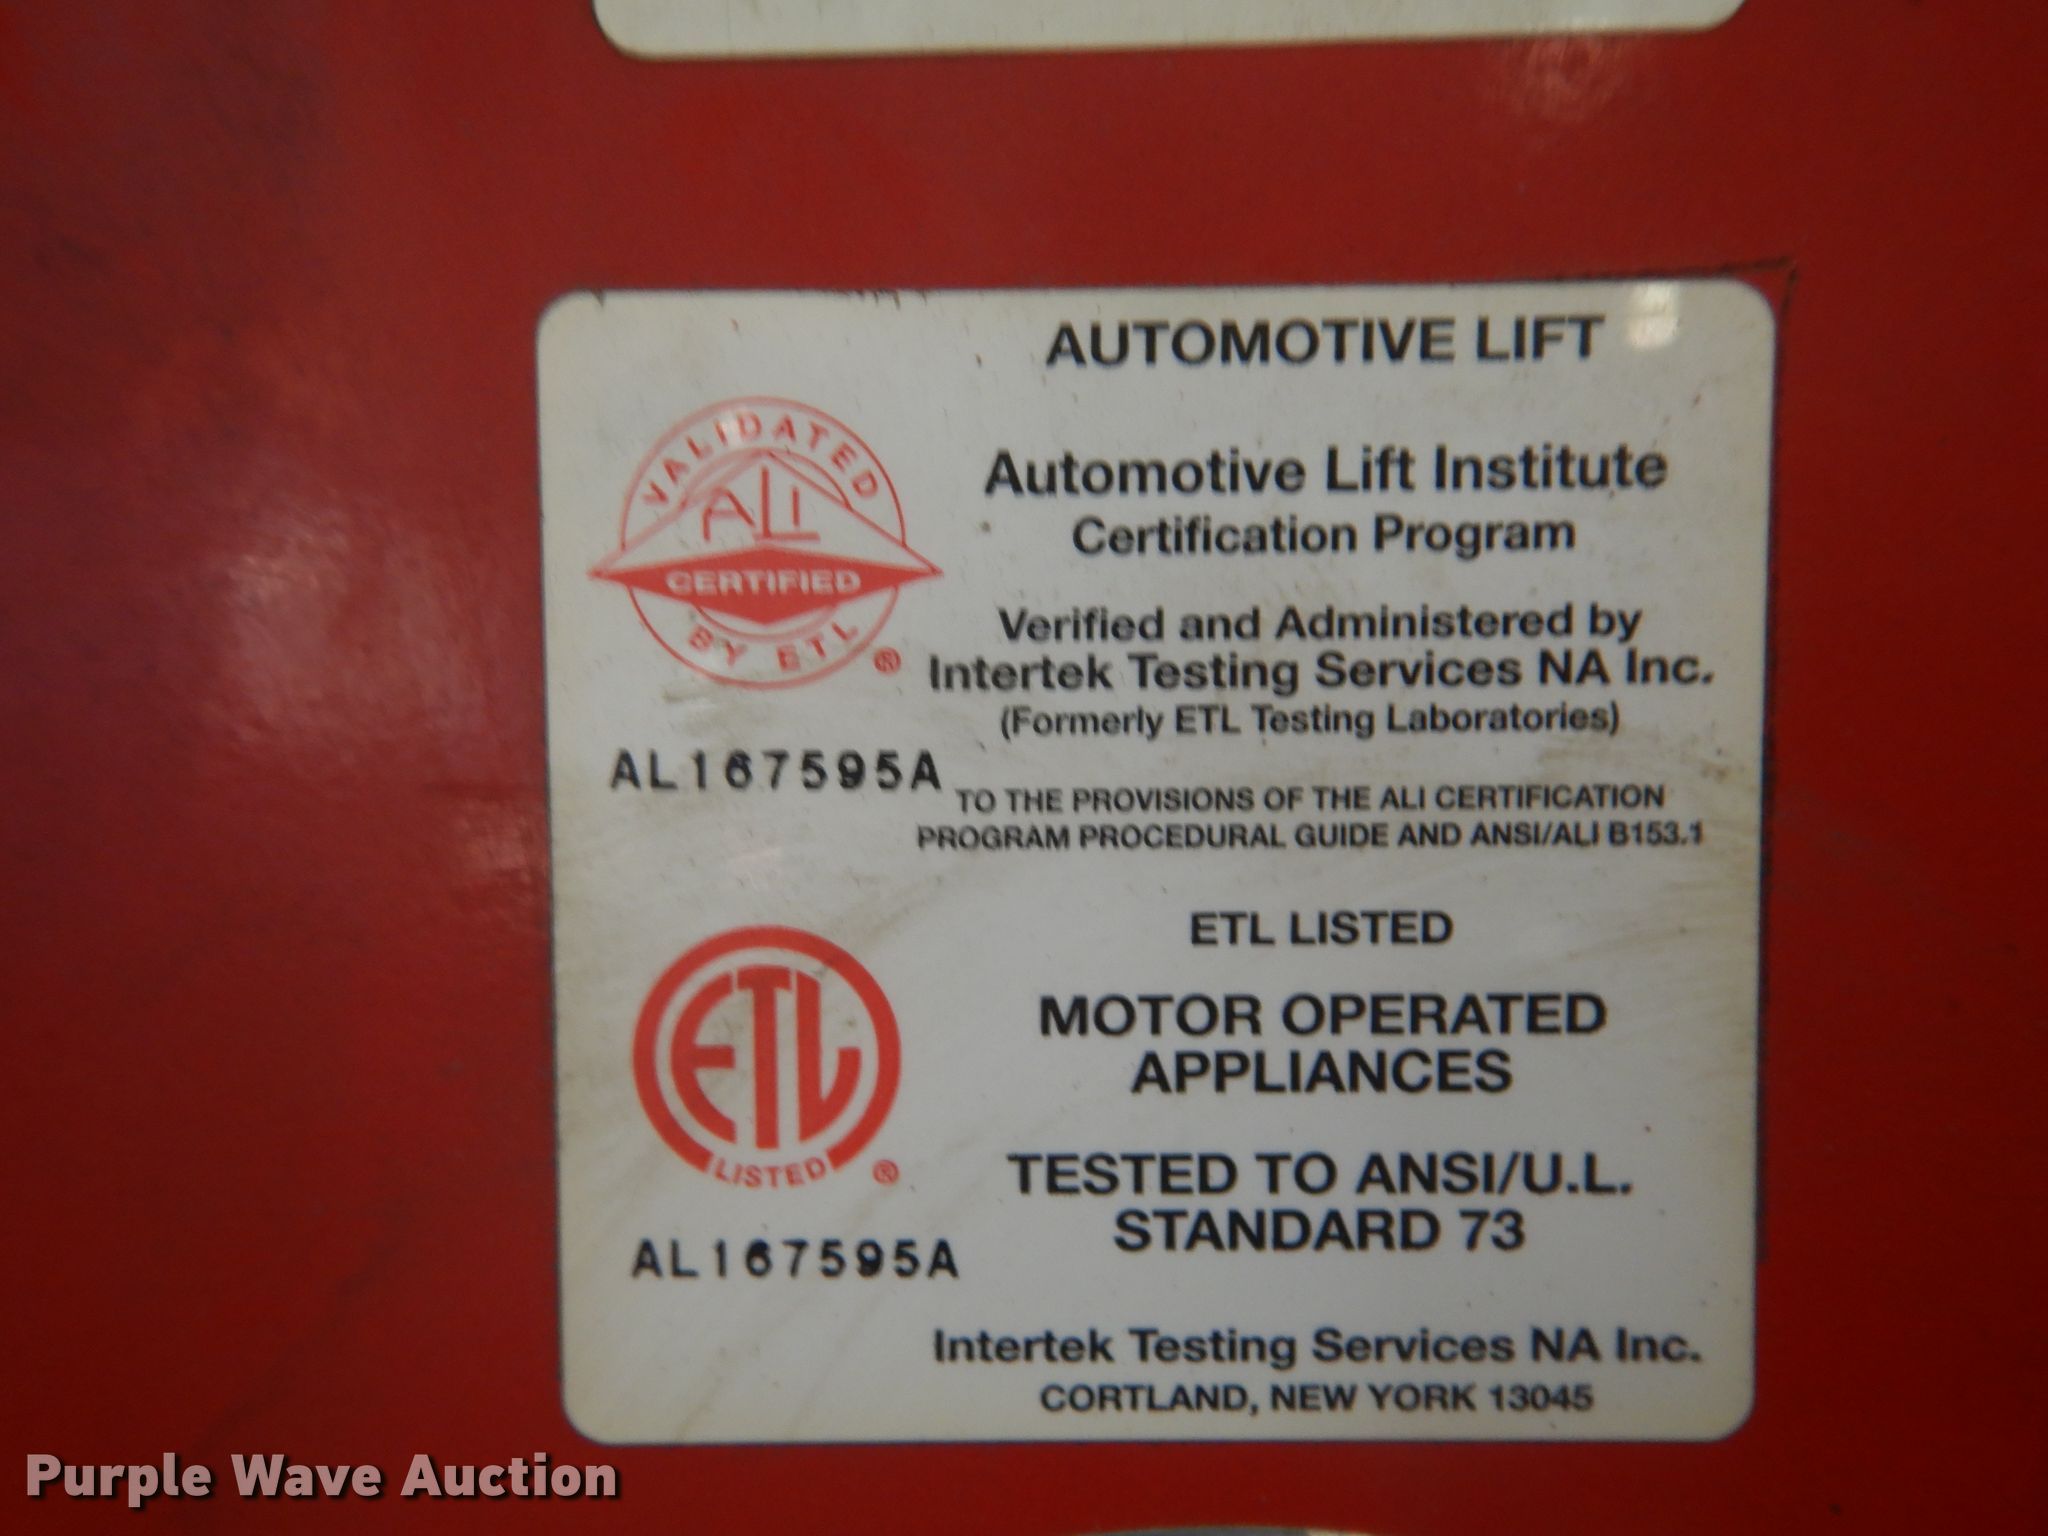 AUTOMOTIVE LIFT
VALIDATED
ALI
CERTIFIED
BY ETL ®
Automotive Lift Institute
Certification Program
Verified and Administered by
Intertek Testing Services NA Inc.
(Formerly ETL Testing Laboratories)
AL167595A
TO THE PROVISIONS OF THE ALI CERTIFICATION
PROGRAM PROCEDURAL GUIDE AND ANSI/ALI B153.1
ETL LISTED
MOTOR OPERATED
APPLIANCES
ETL
LISTED ®
TESTED TO ANSI/U.L.
STANDARD 73
AL167595A
Intertek Testing Services NA Inc.
CORTLAND, NEW YORK 13045
Purple Wave Auction